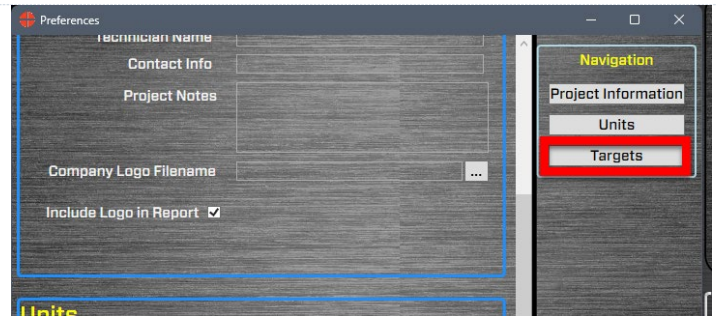 Preferences
Technician Name
Contact Info
Project Notes
Company Logo Filename
...
Include Logo in Report
Units
Navigation
Project Information
Units
Targets